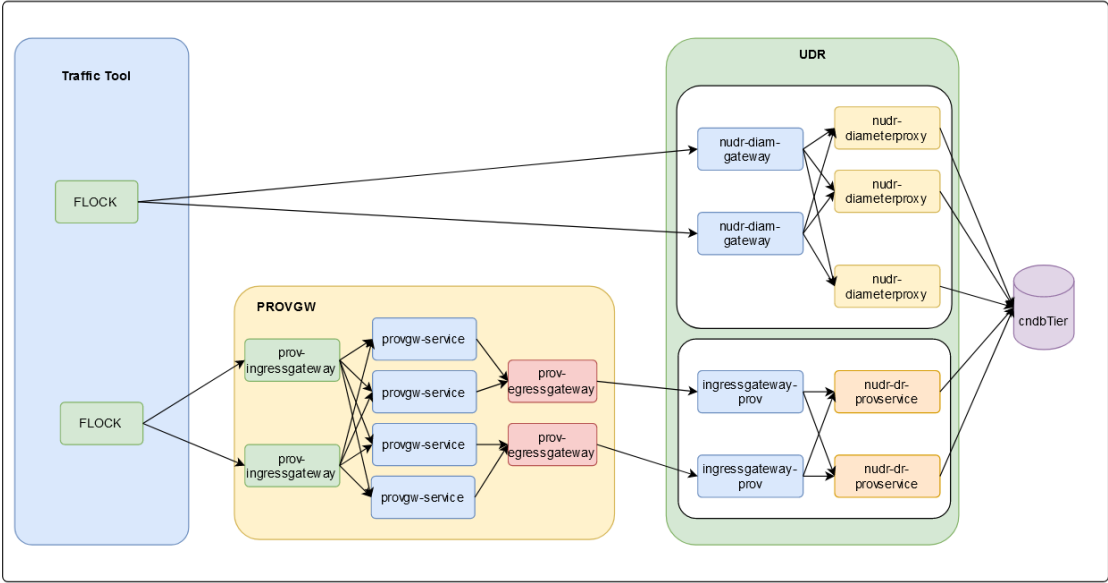 Traffic Tool
FLOCK
FLOCK
PROVGW
prov-
ingressgateway
prov-
ingressgateway
provgw-service
provgw-service
provgw-service
provgw-service
prov-
egressgateway
prov-
egressgateway
UDR
nudr-diam-
gateway
nudr-diam-
gateway
nudr-
diameterproxy
nudr-
diameterproxy
nudr-
diameterproxy
ingressgateway-
prov
ingressgateway-
prov
nudr-dr-
provservice
nudr-dr-
provservice
cndbTier